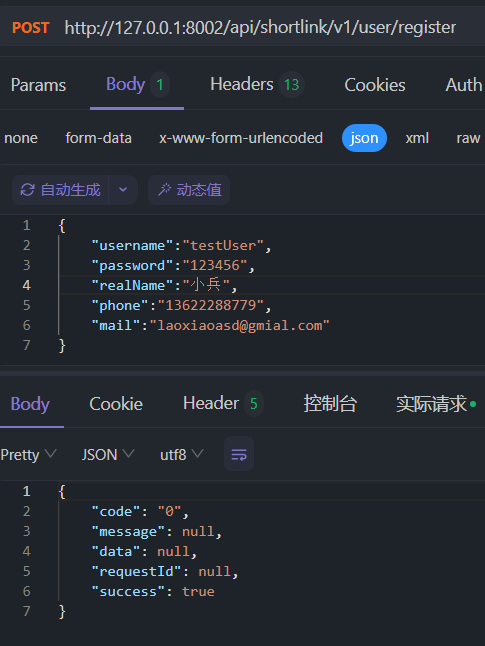 POST http://127.0.0.1:8002/api/shortlink/v1/user/register
Params Body 1 Headers 13 Cookies Auth
none form-data x-www-form-urlencoded json xml raw
自动生成 动态值
1 {
2 "username":"testUser",
3 "password":"123456",
4 "realName":"小兵",
5 "phone":"13622288779",
6 "mail":"laoxiaoasd@gmial.com"
7 }
Body Cookie Header 5 控制台 实际请求
Pretty JSON utf8
1 {
2 "code": "0",
3 "message": null,
4 "data": null,
5 "requestId": null,
6 "success": true
7 }